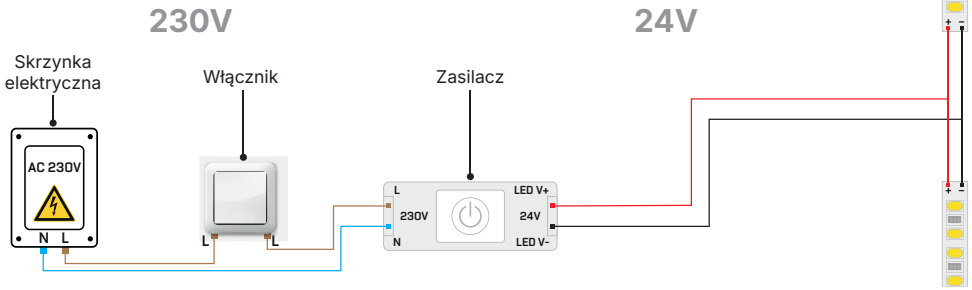 230V
24V
Skrzynka
elektryczna
Włącznik
Zasilacz
AC 230V
N L
L L
L
230V
N
LED V+
24V
LED V-
+ -
+ -